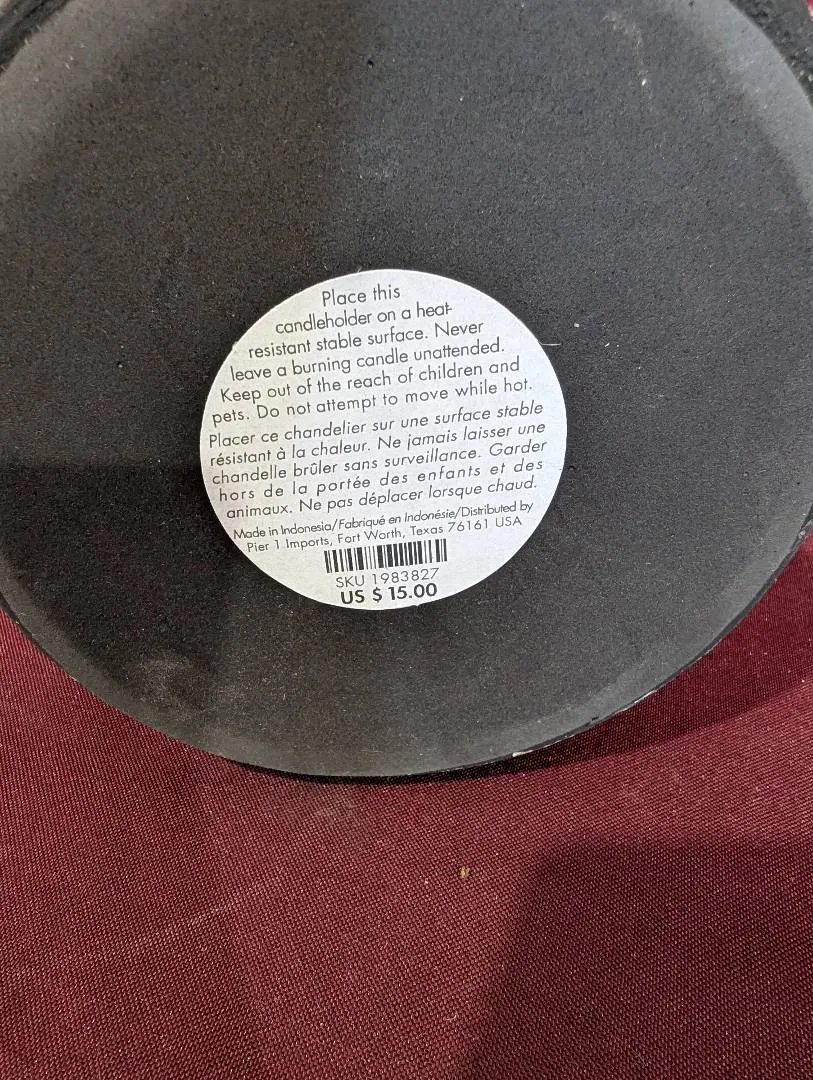 Place this
candleholder on a heat-
resistant stable surface. Never
leave a burning candle unattended.
Keep out of the reach of children and
pets. Do not attempt to move while hot.
Placer ce chandelier sur une surface stable
résistant à la chaleur. Ne jamais laisser une
chandelle brûler sans surveillance. Garder
hors de la portée des enfants et des
animaux. Ne pas déplacer lorsque chaud.
Made in Indonesia/Fabriqué en Indonésie/Distributed by
Pier 1 Imports, Fort Worth, Texas 76161 USA
SKU 1983827
US $ 15.00